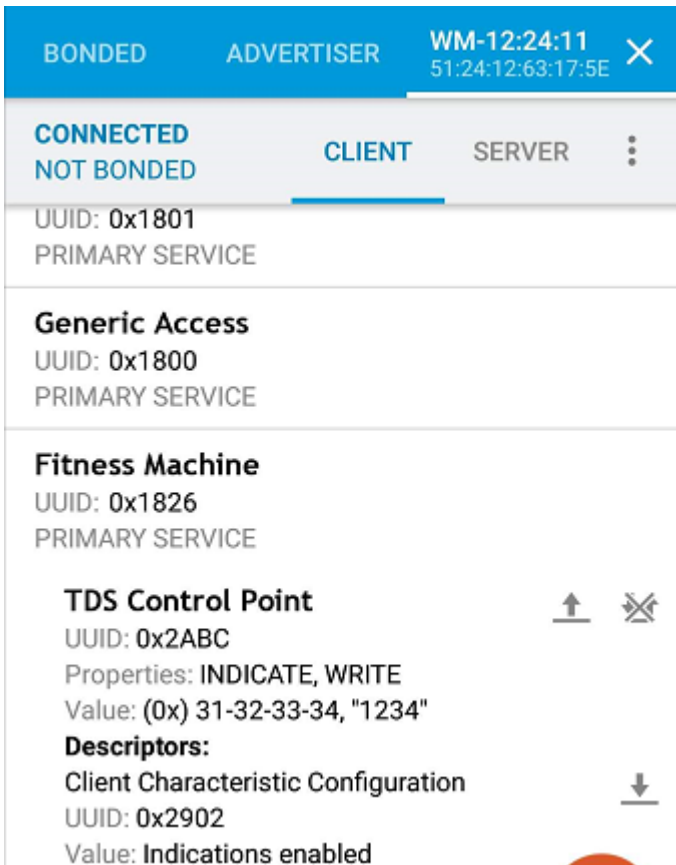 BONDED
ADVERTISER
WM-12:24:11
51:24:12:63:17:5E
CONNECTED
NOT BONDED
CLIENT
SERVER
UUID: 0x1801
PRIMARY SERVICE
Generic Access
UUID: 0x1800
PRIMARY SERVICE
Fitness Machine
UUID: 0x1826
PRIMARY SERVICE
TDS Control Point
UUID: 0x2ABC
Properties: INDICATE, WRITE
Value: (0x) 31-32-33-34, "1234"
Descriptors:
Client Characteristic Configuration
UUID: 0x2902
Value: Indications enabled